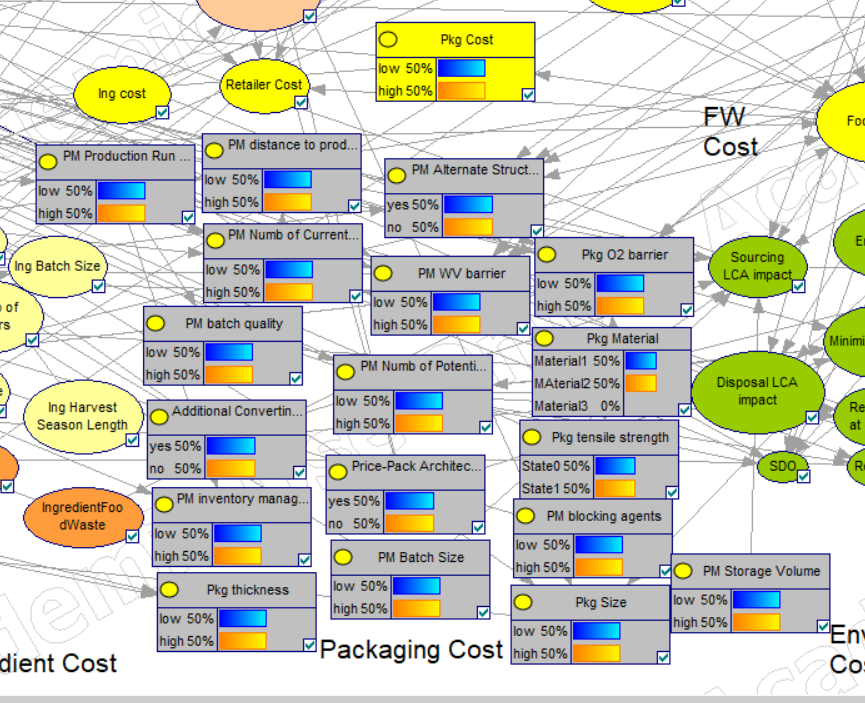 Pkg Cost
low 50%
high 50%
Ing cost
Retailer Cost
FW
Cost
Foo
PM Production Run ...
low 50%
high 50%
PM distance to prod...
low 50%
high 50%
PM Alternate Struct...
yes 50%
no 50%
PM Numb of Current...
low 50%
high 50%
Ing Batch Size
PM WV barrier
low 50%
high 50%
Pkg O2 barrier
low 50%
high 50%
Sourcing
LCA impact
E
o of
rs
PM batch quality
low 50%
high 50%
Pkg Material
Material1 50%
MAterial2 50%
Material3 0%
Minimi
PM Numb of Potenti...
low 50%
high 50%
Disposal LCA
impact
Ing Harvest
Season Length
Additional Convertin...
yes 50%
no 50%
Re
at
Pkg tensile strength
State0 50%
State1 50%
SDO
R
Price-Pack Architec...
yes 50%
no 50%
IngredientFoo
dWaste
PM inventory manag...
low 50%
high 50%
PM blocking agents
low 50%
high 50%
PM Batch Size
low 50%
high 50%
PM Storage Volume
low 50%
high 50%
Pkg thickness
low 50%
high 50%
Pkg Size
low 50%
high 50%
dient Cost
Packaging Cost
Env
Cos